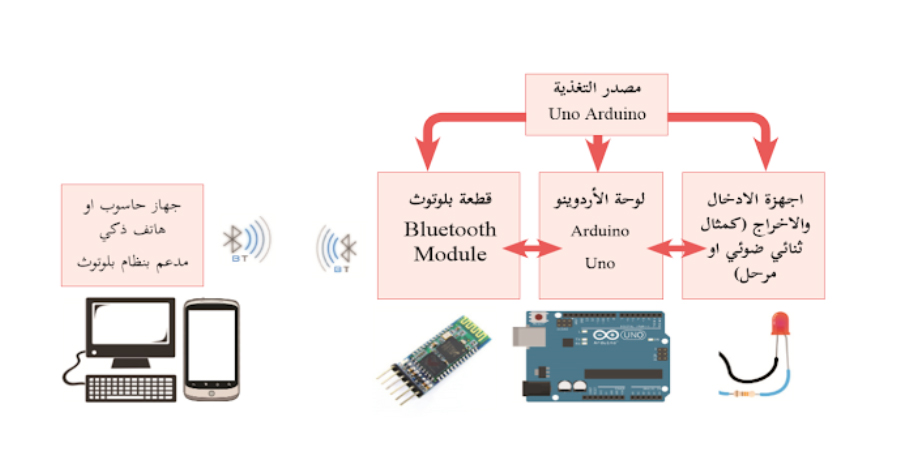 مصدر التغذية
Uno Arduino
اجهزة الادخال
والاخراج (كمثال
ثنائي ضوئي او
مرحل)
لوحة الأردوينو
Arduino
Uno
قطعة بلوتوث
Bluetooth
Module
جهاز حاسوب او
هاتف ذكي
مدعم بنظام بلوتوث
BT
BT
UNO